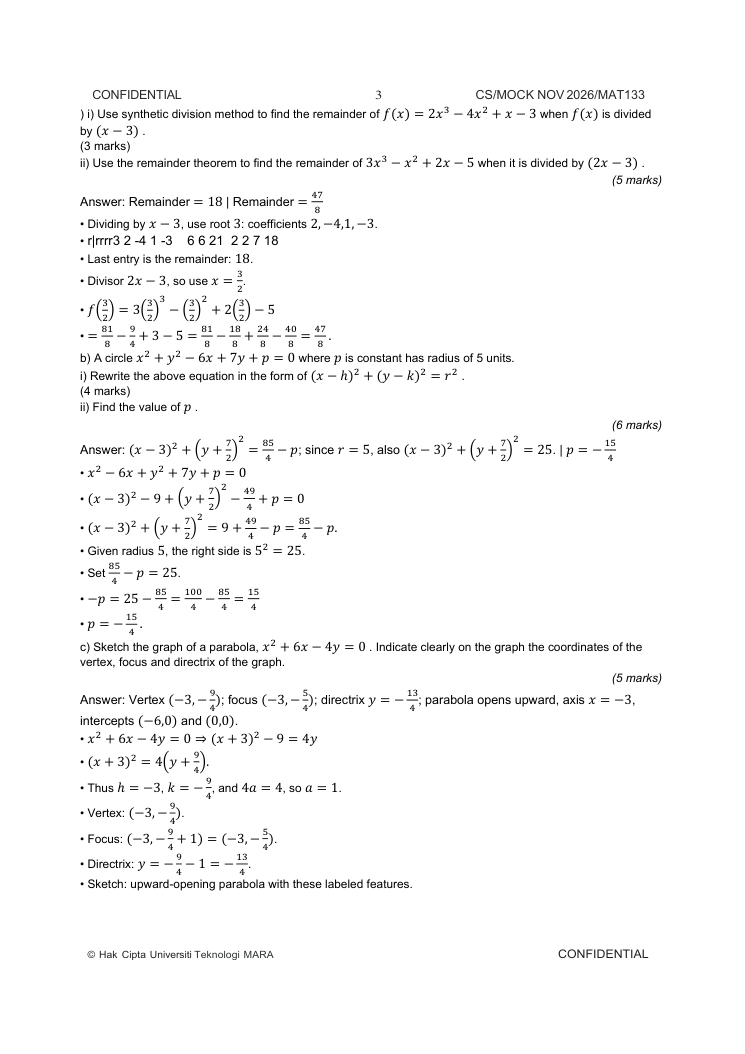 CONFIDENTIAL 3 CS/MOCK NOV 2026/MAT133
) i) Use synthetic division method to find the remainder of f(x) = 2x³ − 4x² + x − 3 when f(x) is divided
by (x − 3) .
(3 marks)
ii) Use the remainder theorem to find the remainder of 3x³ − x² + 2x − 5 when it is divided by (2x − 3) .
(5 marks)
Answer: Remainder = 18 | Remainder = 47/8
• Dividing by x − 3, use root 3: coefficients 2, −4,1, −3.
• r|rrrr3 2 -4 1 -3 6 6 21 2 2 7 18
• Last entry is the remainder: 18.
• Divisor 2x − 3, so use x = 3/2.
• f(3/2) = 3(3/2)³ − (3/2)² + 2(3/2) − 5
• = 81/8 − 9/4 + 3 − 5 = 81/8 − 18/8 + 24/8 − 40/8 = 47/8.
b) A circle x² + y² − 6x + 7y + p = 0 where p is constant has radius of 5 units.
i) Rewrite the above equation in the form of (x − h)² + (y − k)² = r² .
(4 marks)
ii) Find the value of p .
(6 marks)
Answer: (x − 3)² + (y + 7/2)² = 85/4 − p; since r = 5, also (x − 3)² + (y + 7/2)² = 25. | p = −15/4
• x² − 6x + y² + 7y + p = 0
• (x − 3)² − 9 + (y + 7/2)² − 49/4 + p = 0
• (x − 3)² + (y + 7/2)² = 9 + 49/4 − p = 85/4 − p.
• Given radius 5, the right side is 5² = 25.
• Set 85/4 − p = 25.
• −p = 25 − 85/4 = 100/4 − 85/4 = 15/4
• p = −15/4.
c) Sketch the graph of a parabola, x² + 6x − 4y = 0 . Indicate clearly on the graph the coordinates of the
vertex, focus and directrix of the graph.
(5 marks)
Answer: Vertex (−3, −9/4); focus (−3, −5/4); directrix y = −13/4; parabola opens upward, axis x = −3,
intercepts (−6,0) and (0,0).
• x² + 6x − 4y = 0 ⇒ (x + 3)² − 9 = 4y
• (x + 3)² = 4(y + 9/4).
• Thus h = −3, k = −9/4, and 4a = 4, so a = 1.
• Vertex: (−3, −9/4).
• Focus: (−3, −9/4 + 1) = (−3, −5/4).
• Directrix: y = −9/4 − 1 = −13/4.
• Sketch: upward-opening parabola with these labeled features.
© Hak Cipta Universiti Teknologi MARA CONFIDENTIAL